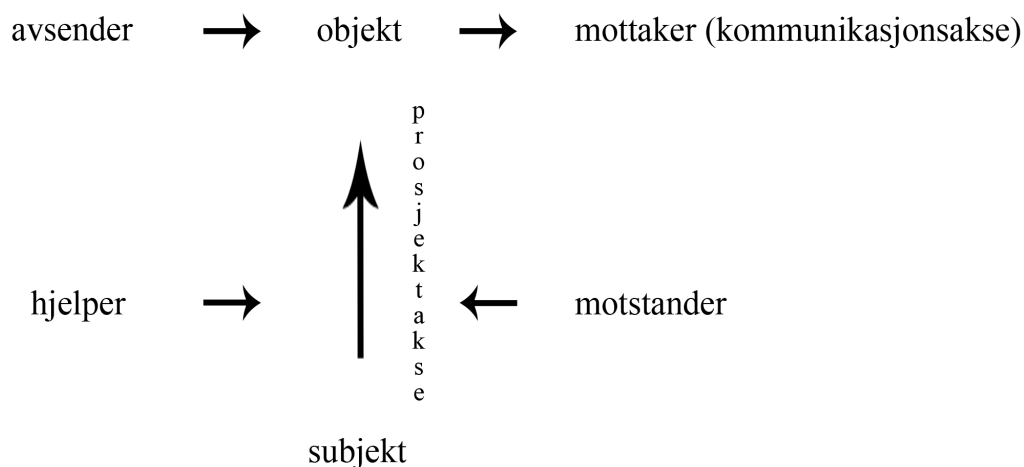 avsender objekt mottaker (kommunikasjonsakse)
prosjektakse
hjelper motstander
subjekt